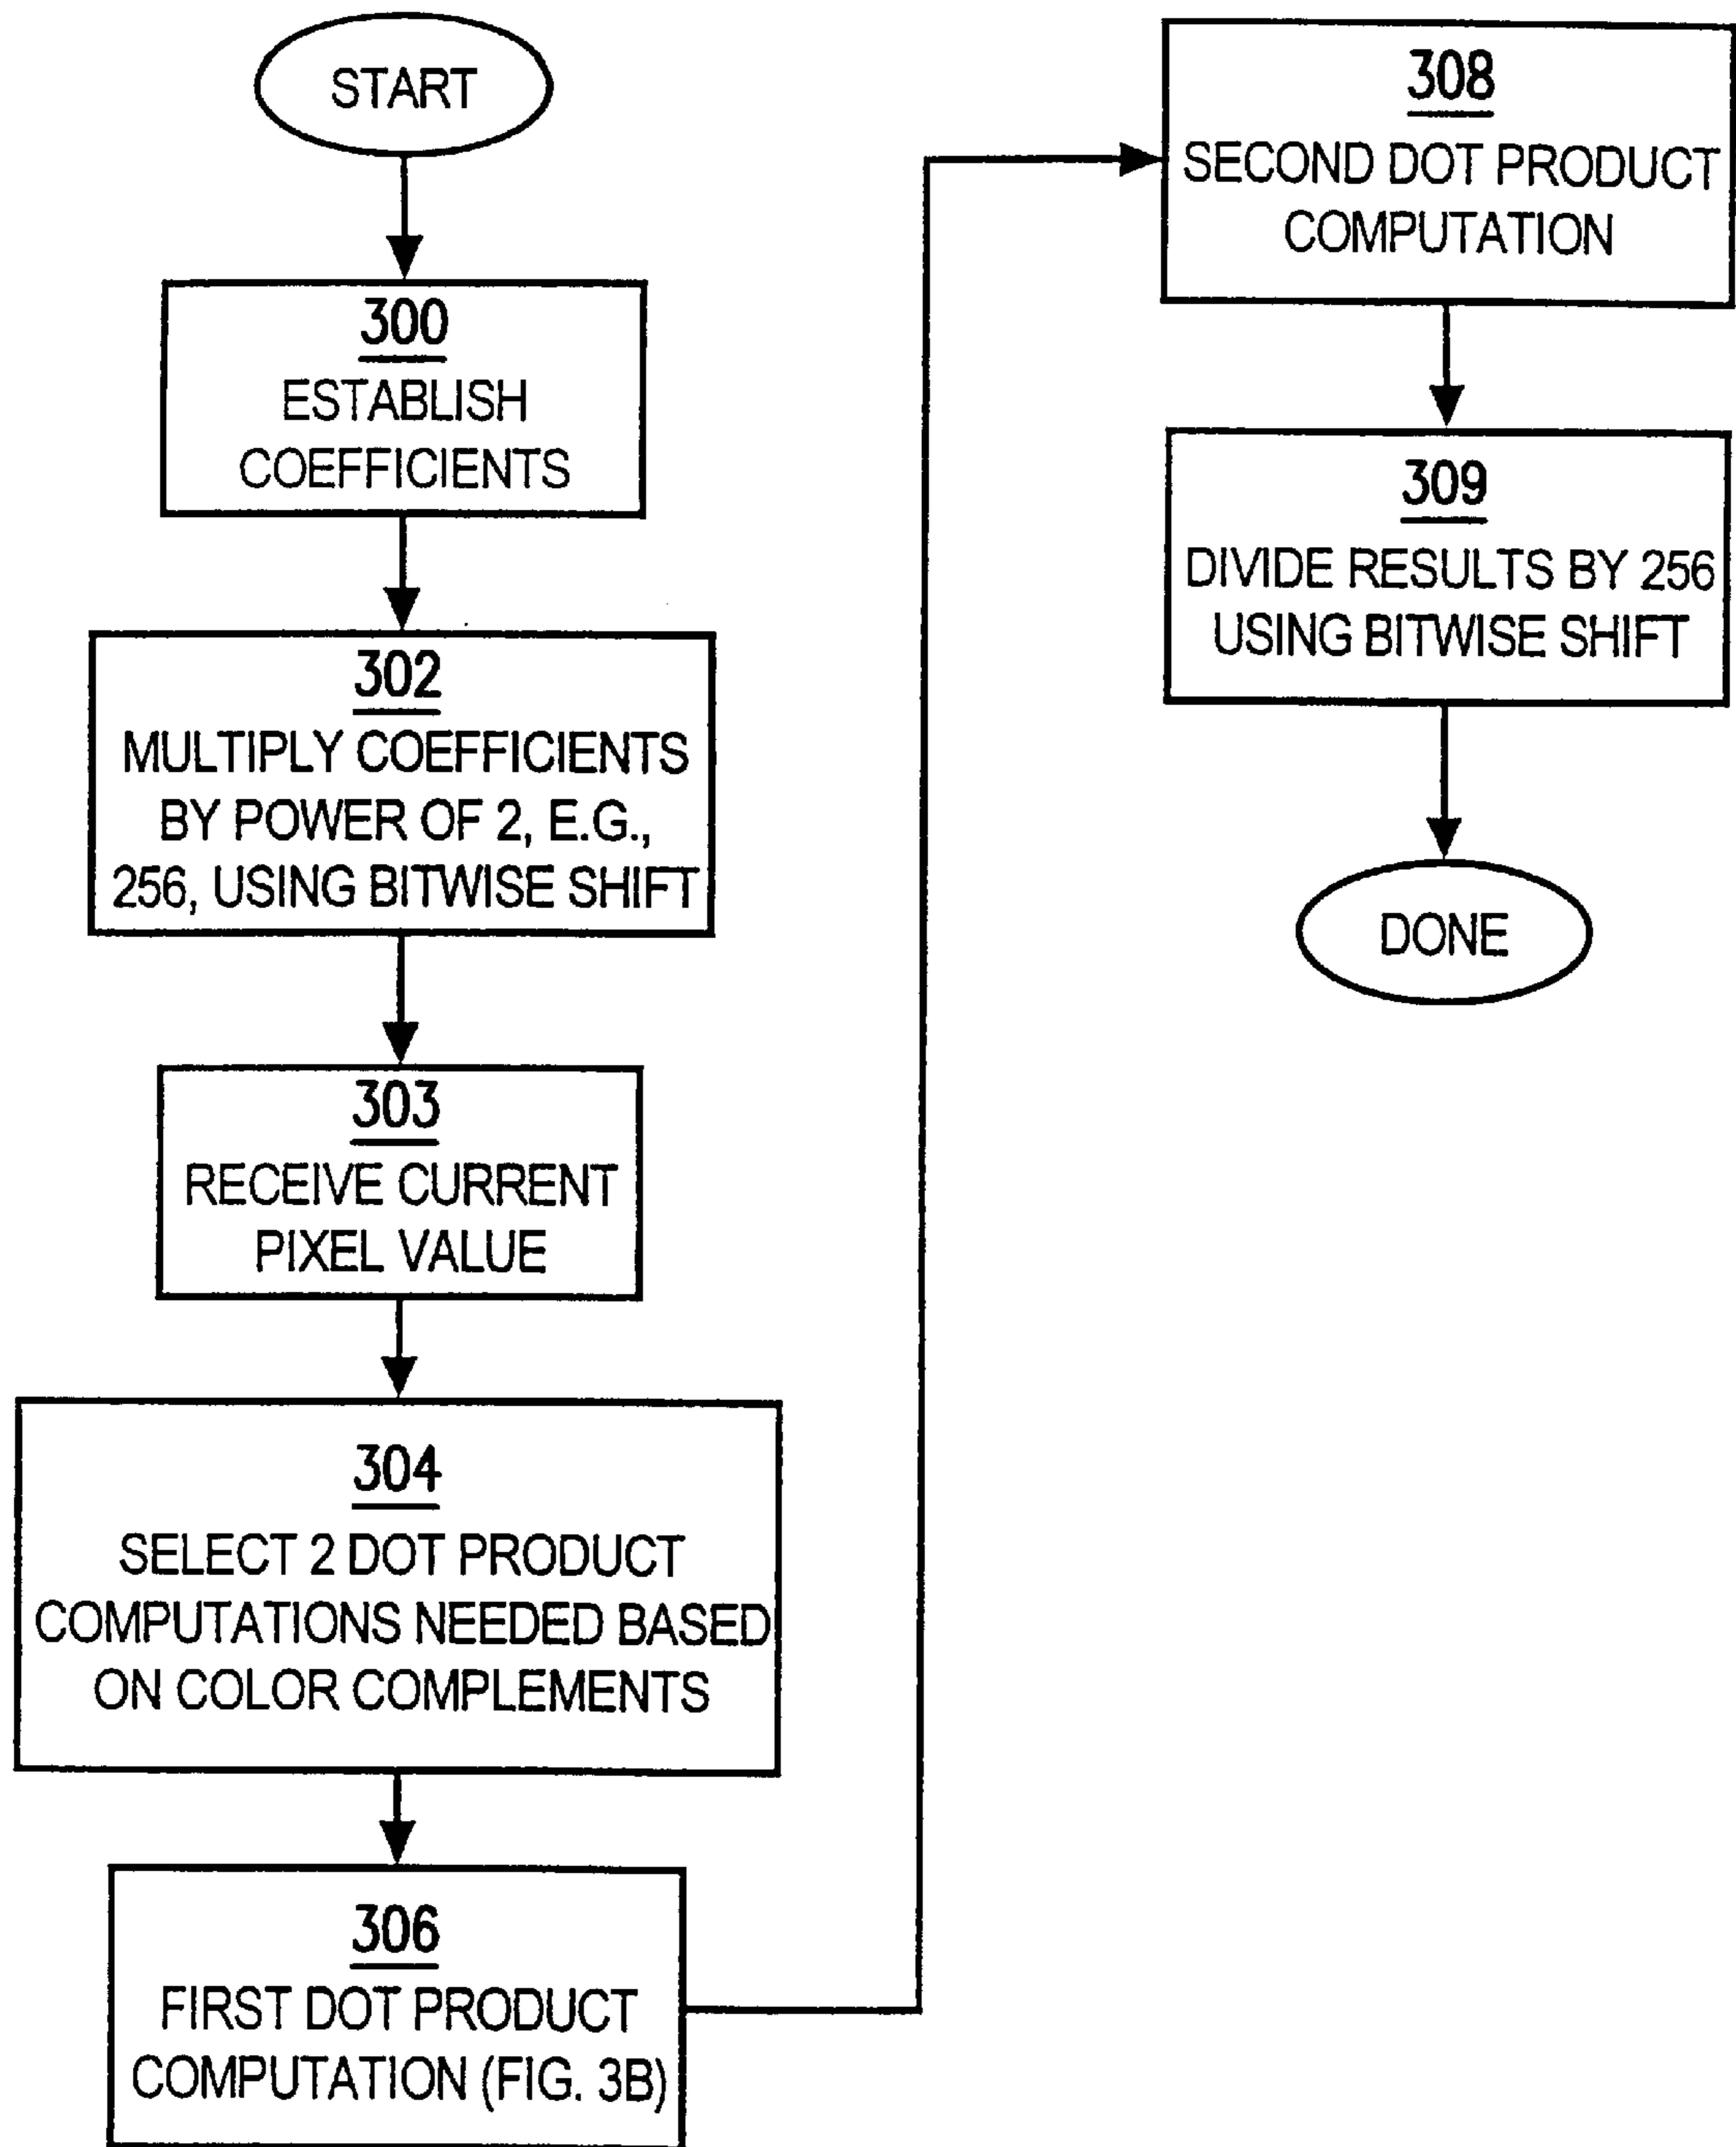 START
300
ESTABLISH
COEFFICIENTS
302
MULTIPLY COEFFICIENTS
BY POWER OF 2, E.G.,
256, USING BITWISE SHIFT
303
RECEIVE CURRENT
PIXEL VALUE
304
SELECT 2 DOT PRODUCT
COMPUTATIONS NEEDED BASED
ON COLOR COMPLEMENTS
306
FIRST DOT PRODUCT
COMPUTATION (FIG. 3B)
308
SECOND DOT PRODUCT
COMPUTATION
309
DIVIDE RESULTS BY 256
USING BITWISE SHIFT
DONE